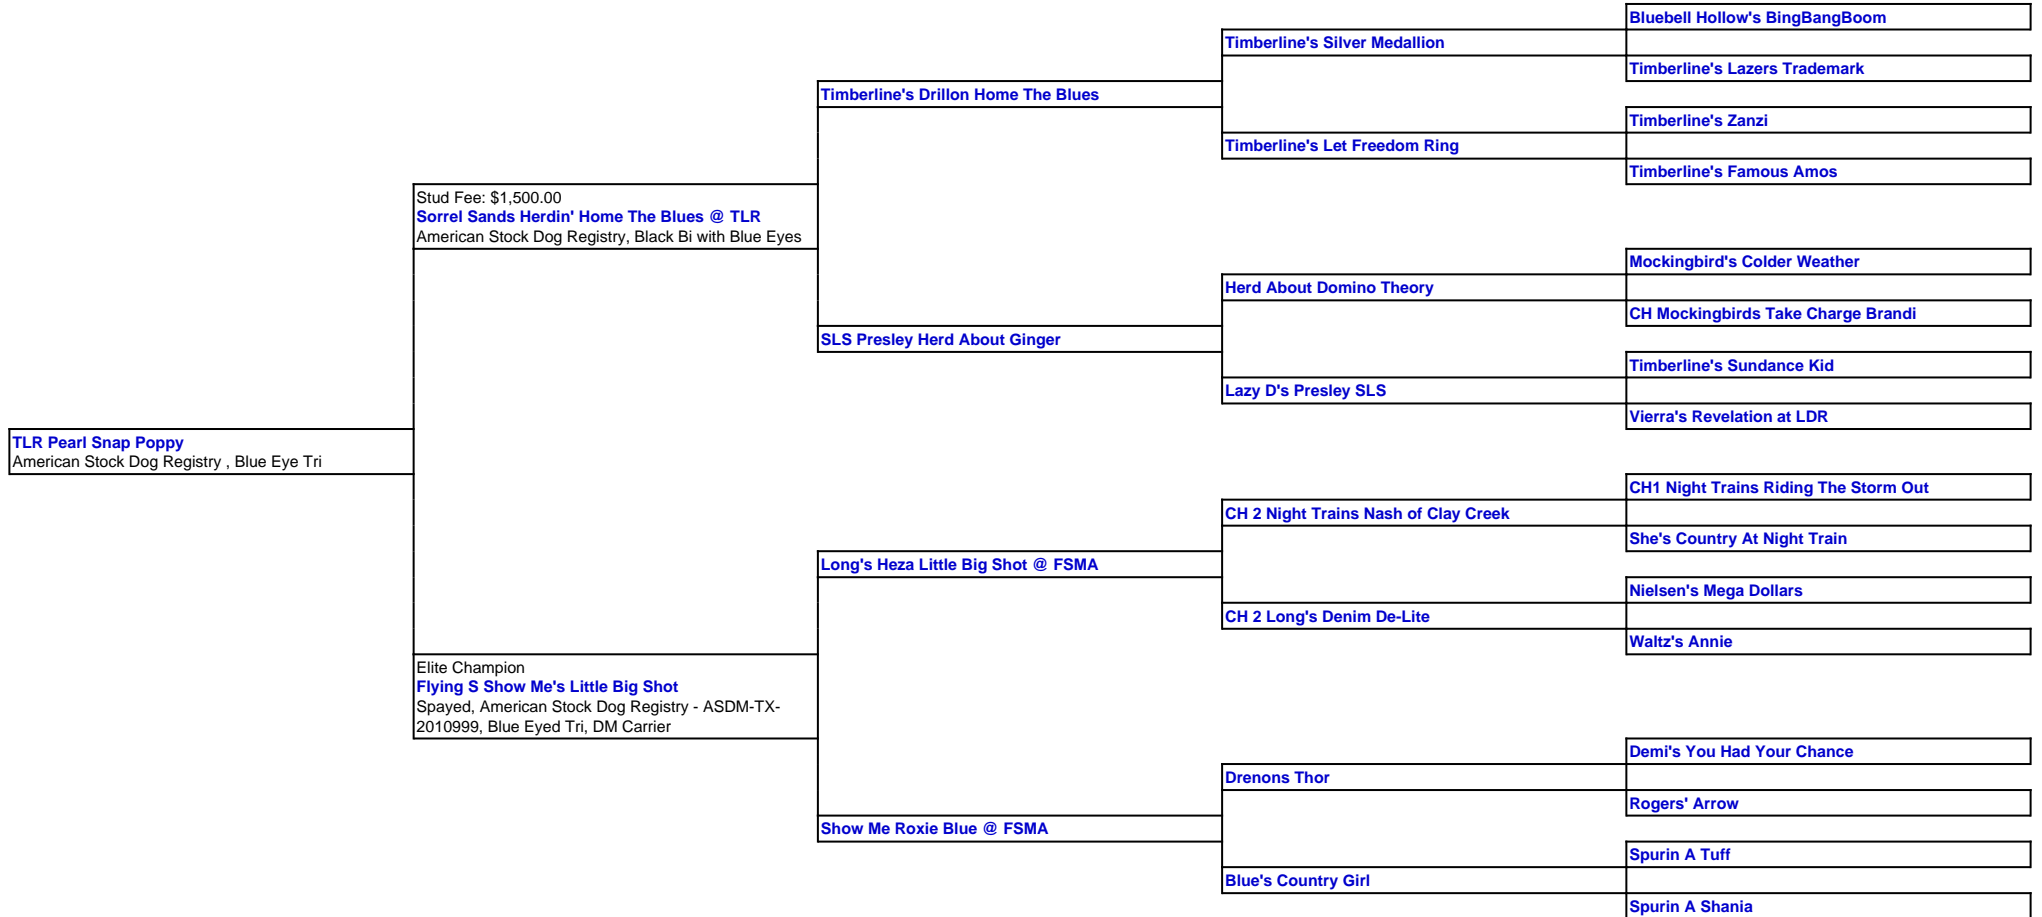 Bluebell Hollow's BingBangBoom
Timberline's Silver Medallion
Timberline's Lazers Trademark
Timberline's Drillon Home The Blues
Timberline's Zanzi
Timberline's Let Freedom Ring
Timberline's Famous Amos
Stud Fee: $1,500.00
Sorrel Sands Herdin' Home The Blues @ TLR
American Stock Dog Registry, Black Bi with Blue Eyes
Mockingbird's Colder Weather
Herd About Domino Theory
CH Mockingbirds Take Charge Brandi
SLS Presley Herd About Ginger
Timberline's Sundance Kid
Lazy D's Presley SLS
Vierra's Revelation at LDR
TLR Pearl Snap Poppy
American Stock Dog Registry , Blue Eye Tri
CH1 Night Trains Riding The Storm Out
CH 2 Night Trains Nash of Clay Creek
She's Country At Night Train
Long's Heza Little Big Shot @ FSMA
Nielsen's Mega Dollars
CH 2 Long's Denim De-Lite
Waltz's Annie
Elite Champion
Flying S Show Me's Little Big Shot
Spayed, American Stock Dog Registry - ASDM-TX-
2010999, Blue Eyed Tri, DM Carrier
Demi's You Had Your Chance
Drenons Thor
Rogers' Arrow
Show Me Roxie Blue @ FSMA
Spurin A Tuff
Blue's Country Girl
Spurin A Shania